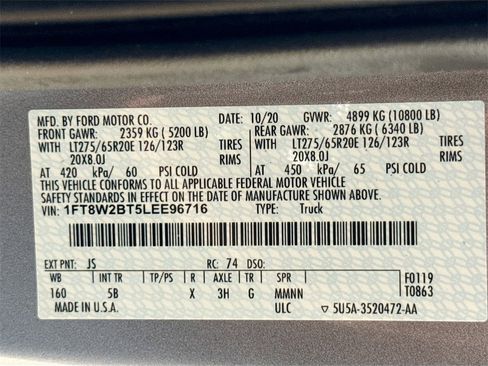 MFD. BY FORD MOTOR CO. 10/20 GVWR: 4899 KG (10800 LB)
FRONT GAWR: 2359 KG ( 5200 LB) REAR GAWR: 2876 KG ( 6340 LB)
WITH LT275/65R20E 126/123R TIRES WITH LT275/65R20E 126/123R TIRES
20X8.0J RIMS 20X8.0J RIMS
AT 420 kPa/ 60 PSI COLD AT 450 kPa/ 65 PSI COLD
THIS VEHICLE CONFORMS TO ALL APPLICABLE FEDERAL MOTOR VEHICLE
SAFETY STANDARDS IN EFFECT ON THE DATE OF MANUFACTURE SHOWN ABOVE.
VIN: 1FT8W2BT5LEE96716 TYPE: Truck
EXT PNT: JS RC: 74 DSO:
WB INT TR TP/PS R AXLE TR SPR F0119
160 5B X 3H G MMNN T0863
MADE IN U.S.A. ULC 5U5A-3520472-AA